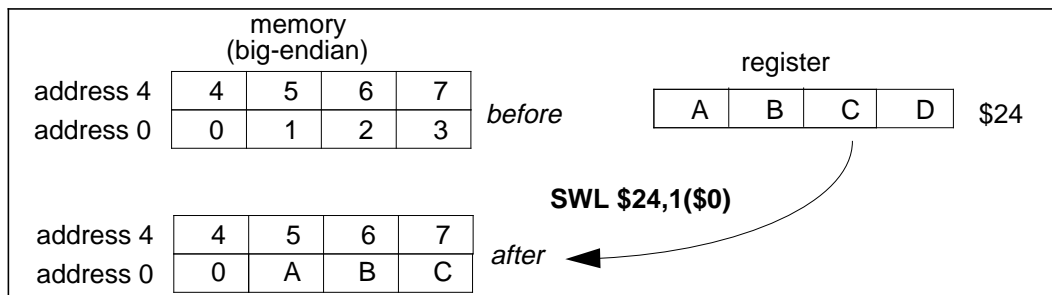 memory
(big-endian)
register
address 4 4 5 6 7
before
A B C D $24
address 0 0 1 2 3
SWL $24,1($0)
address 4 4 5 6 7
after
address 0 0 A B C